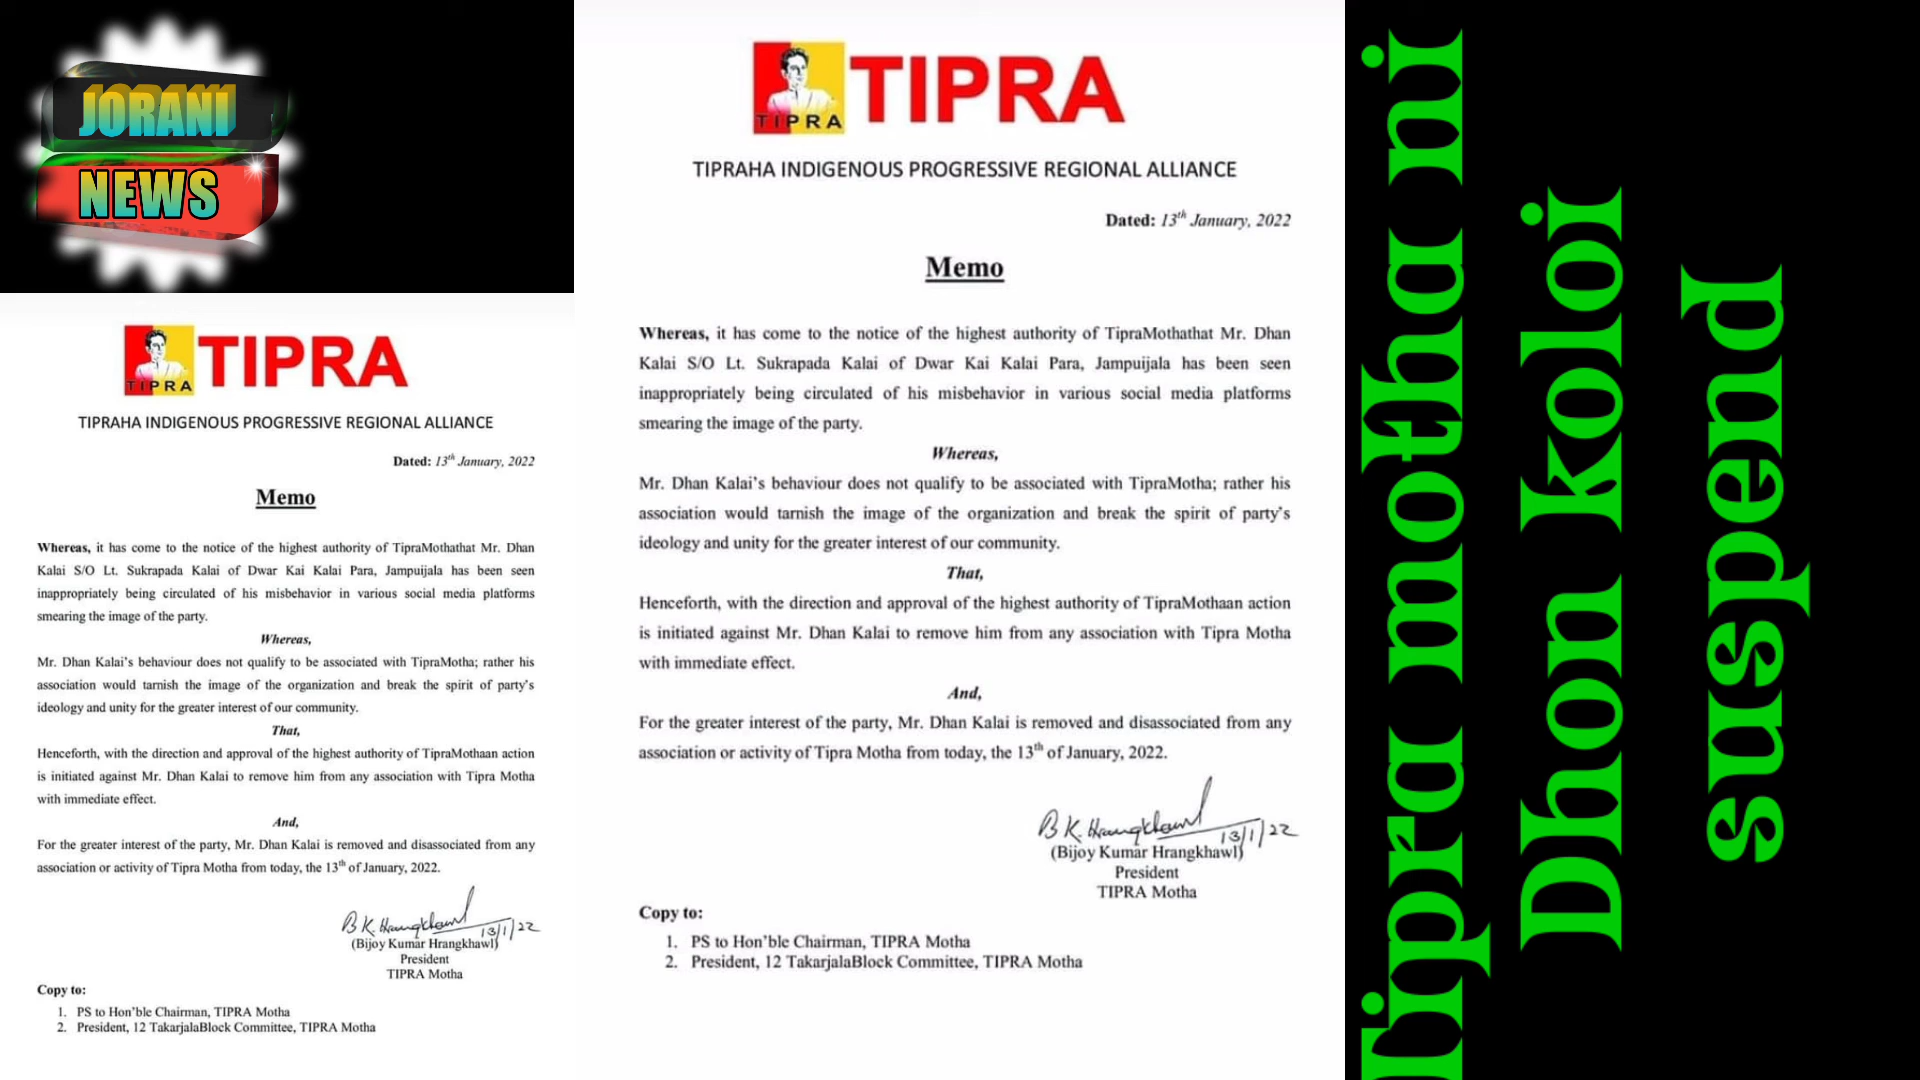 JORANI
NEWS
TIPRA
TIPRA
TIPRAHA INDIGENOUS PROGRESSIVE REGIONAL ALLIANCE
Dated: 13th January, 2022
Memo
Whereas, it has come to the notice of the highest authority of TipraMothathat Mr. Dhan
Kalai S/O Lt. Sukrapada Kalai of Dwar Kai Kalai Para, Jampuijala has been seen
inappropriately being circulated of his misbehavior in various social media platforms
smearing the image of the party.
Whereas,
Mr. Dhan Kalai's behaviour does not qualify to be associated with TipraMotha; rather his
association would tarnish the image of the organization and break the spirit of party's
ideology and unity for the greater interest of our community.
That,
Henceforth, with the direction and approval of the highest authority of TipraMothaan action
is initiated against Mr. Dhan Kalai to remove him from any association with Tipra Motha
with immediate effect.
And,
For the greater interest of the party, Mr. Dhan Kalai is removed and disassociated from any
association or activity of Tipra Motha from today, the 13th of January, 2022.
B K. Hrangkhawl
13/1/22
(Bijoy Kumar Hrangkhawl)
President
TIPRA Motha
Copy to:
1. PS to Hon'ble Chairman, TIPRA Motha
2. President, 12 TakarjalaBlock Committee, TIPRA Motha
TIPRA
TIPRA
TIPRAHA INDIGENOUS PROGRESSIVE REGIONAL ALLIANCE
Dated: 13th January, 2022
Memo
Whereas, it has come to the notice of the highest authority of TipraMothathat Mr. Dhan
Kalai S/O Lt. Sukrapada Kalai of Dwar Kai Kalai Para, Jampuijala has been seen
inappropriately being circulated of his misbehavior in various social media platforms
smearing the image of the party.
Whereas,
Mr. Dhan Kalai's behaviour does not qualify to be associated with TipraMotha; rather his
association would tarnish the image of the organization and break the spirit of party's
ideology and unity for the greater interest of our community.
That,
Henceforth, with the direction and approval of the highest authority of TipraMothaan action
is initiated against Mr. Dhan Kalai to remove him from any association with Tipra Motha
with immediate effect.
And,
For the greater interest of the party, Mr. Dhan Kalai is removed and disassociated from any
association or activity of Tipra Motha from today, the 13th of January, 2022.
B K. Hrangkhawl
13/1/22
(Bijoy Kumar Hrangkhawl)
President
TIPRA Motha
Copy to:
1. PS to Hon'ble Chairman, TIPRA Motha
2. President, 12 TakarjalaBlock Committee, TIPRA Motha
Tipra motha ni
Dhon koloi
suspend